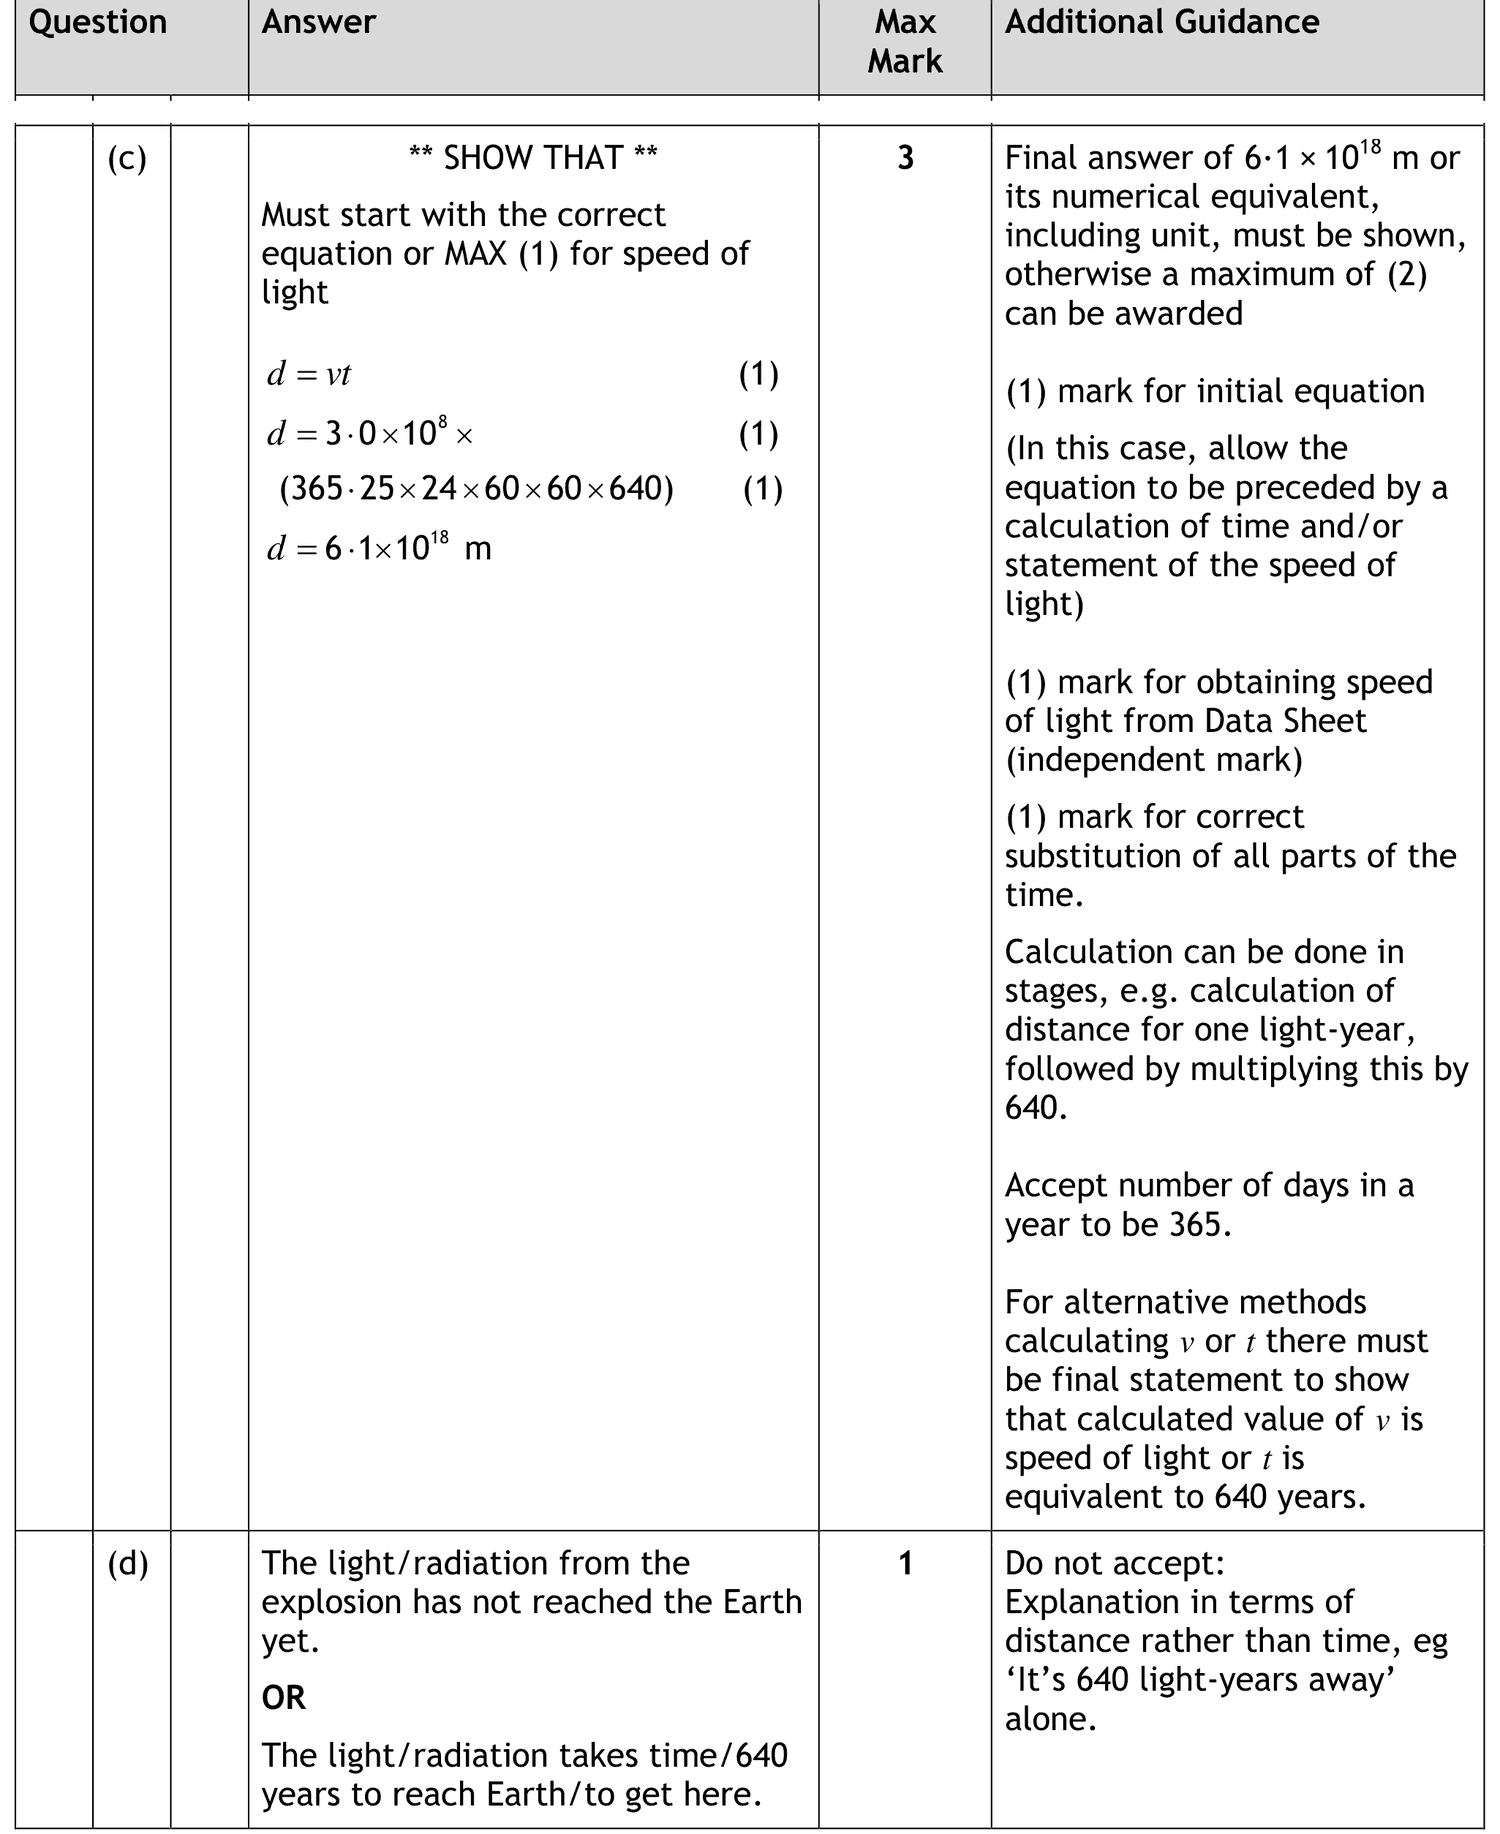 Question Answer Max Mark Additional Guidance
(c)
** SHOW THAT **
Must start with the correct
equation or MAX (1) for speed of
light
d = vt (1)
d = 3·0×10⁸ × (1)
(365·25×24×60×60×640) (1)
d = 6·1×10¹⁸ m
3
Final answer of 6·1 × 10¹⁸ m or
its numerical equivalent,
including unit, must be shown,
otherwise a maximum of (2)
can be awarded
(1) mark for initial equation
(In this case, allow the
equation to be preceded by a
calculation of time and/or
statement of the speed of
light)
(1) mark for obtaining speed
of light from Data Sheet
(independent mark)
(1) mark for correct
substitution of all parts of the
time.
Calculation can be done in
stages, e.g. calculation of
distance for one light-year,
followed by multiplying this by
640.
Accept number of days in a
year to be 365.
For alternative methods
calculating v or t there must
be final statement to show
that calculated value of v is
speed of light or t is
equivalent to 640 years.
(d)
The light/radiation from the
explosion has not reached the Earth
yet.
OR
The light/radiation takes time/640
years to reach Earth/to get here.
1
Do not accept:
Explanation in terms of
distance rather than time, eg
‘It’s 640 light-years away’
alone.